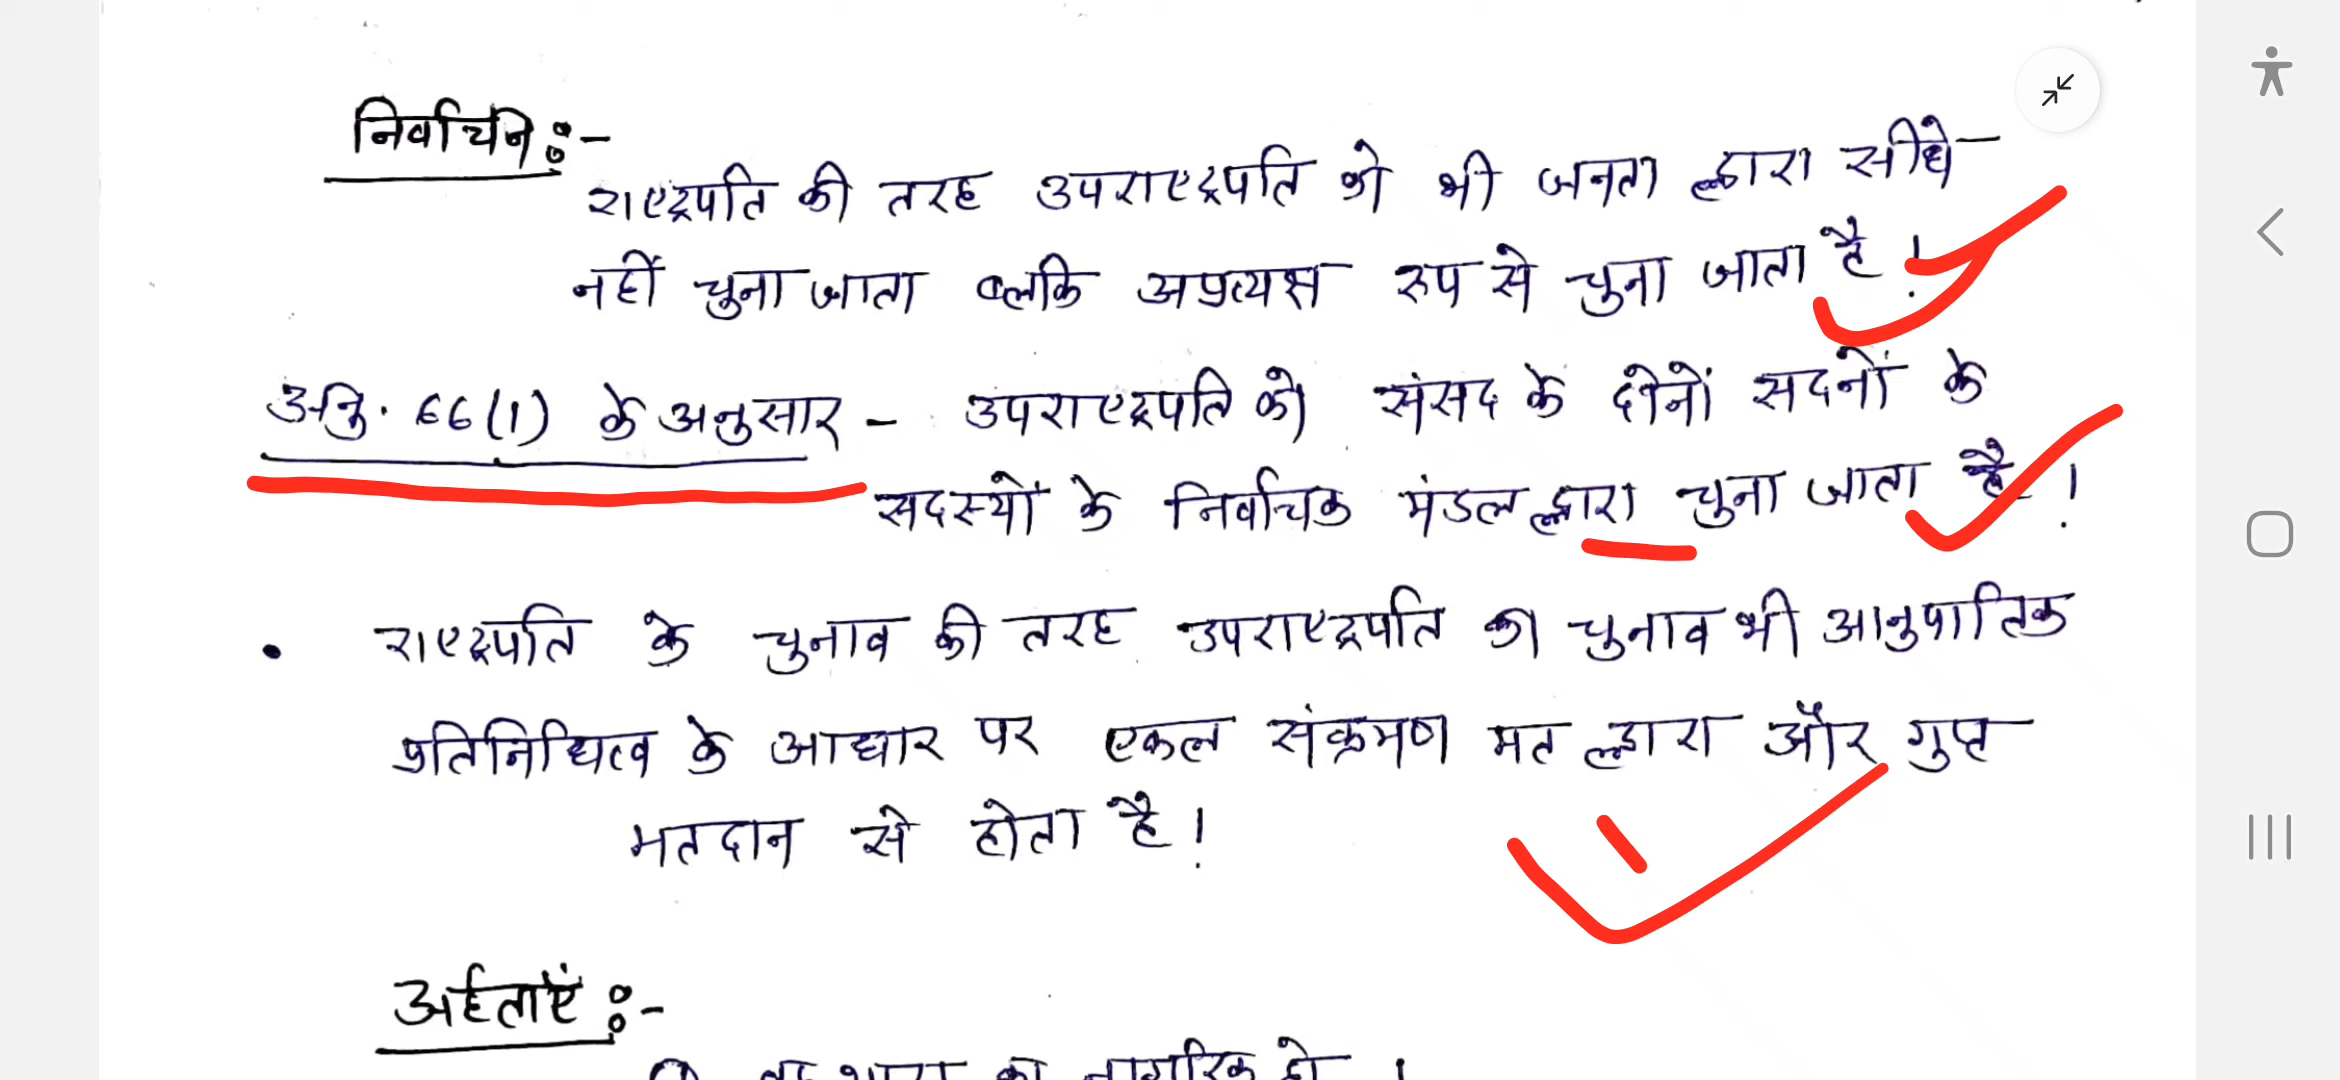 निर्वाचन :-
राष्ट्रपति की तरह उपराष्ट्रपति को भी जनता द्वारा सीधे
नहीं चुना जाता बल्कि अप्रत्यक्ष रुप से चुना जाता है !
अनु. 66(1) के अनुसार - उपराष्ट्रपति को संसद के दोनों सदनों के
सदस्यों के निर्वाचक मंडल द्वारा चुना जाता है !
• राष्ट्रपति के चुनाव की तरह उपराष्ट्रपति का चुनाव भी आनुपातिक
प्रतिनिधित्व के आधार पर एकल संक्रमण मत द्वारा और गुप्त
मतदान से होता है !
अर्हताएं :-
का नागरिक हो !